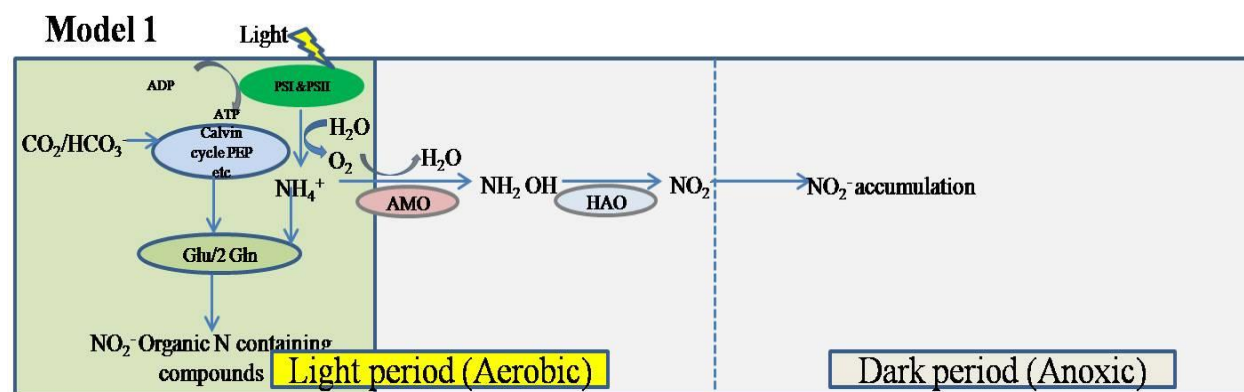 Model 1
Light
ADP
PSI &PSII
ATP
Calvin
cycle PEP
etc
CO₂/HCO₃⁻
H₂O
O₂
H₂O
NH₄⁺
AMO
NH₂ OH
HAO
NO₂⁻
NO₂⁻ accumulation
Glu/2 Gln
NO₂⁻ Organic N containing
compounds
Light period (Aerobic)
Dark period (Anoxic)